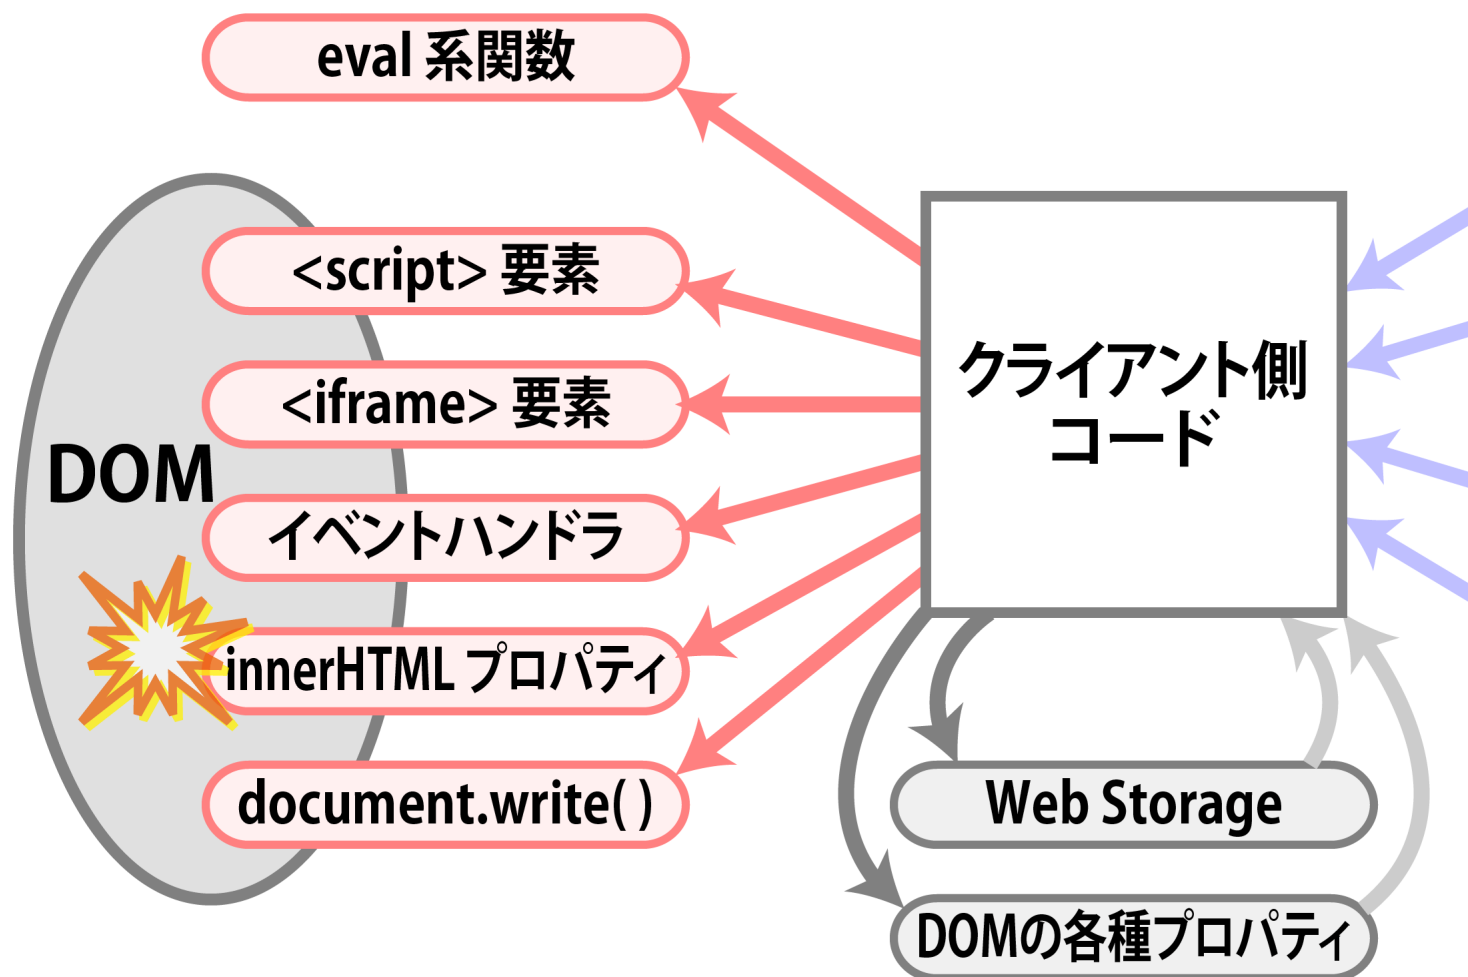 eval 系関数
<script> 要素
<iframe> 要素
DOM
イベントハンドラ
innerHTML プロパティ
document.write( )
クライアント側
コード
Web Storage
DOMの各種プロパティ